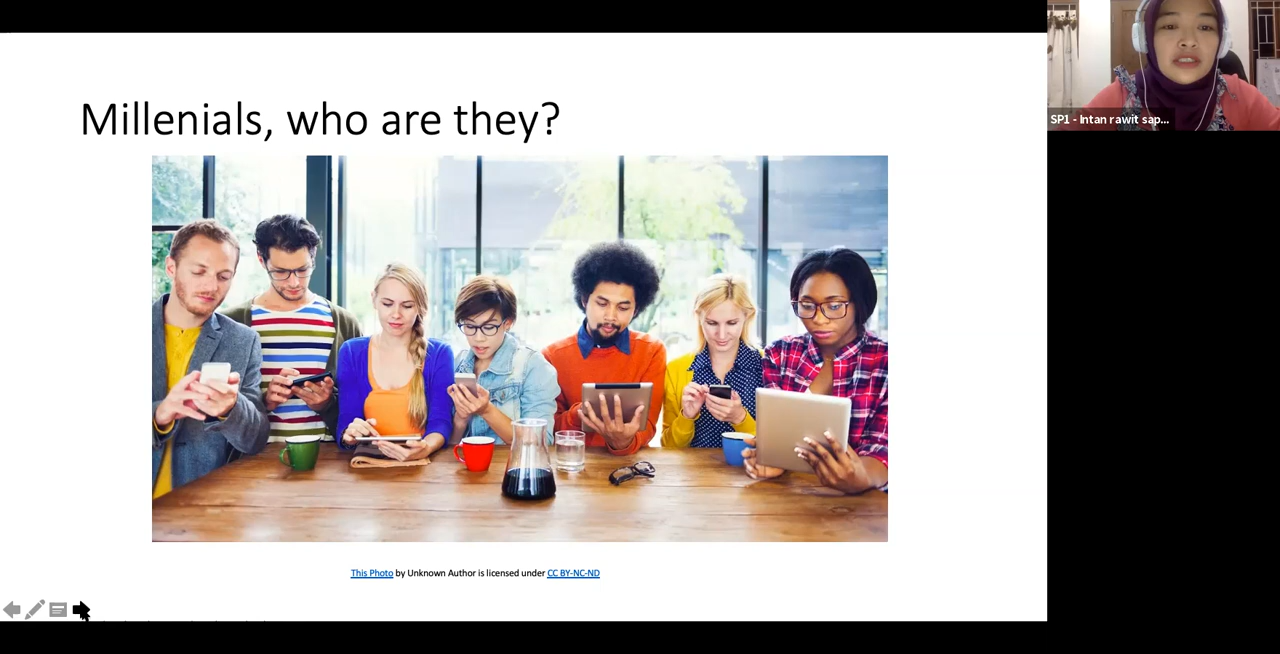 Millenials, who are they?
SP1 - Intan rawit sap...
This Photo by Unknown Author is licensed under CC BY-NC-ND